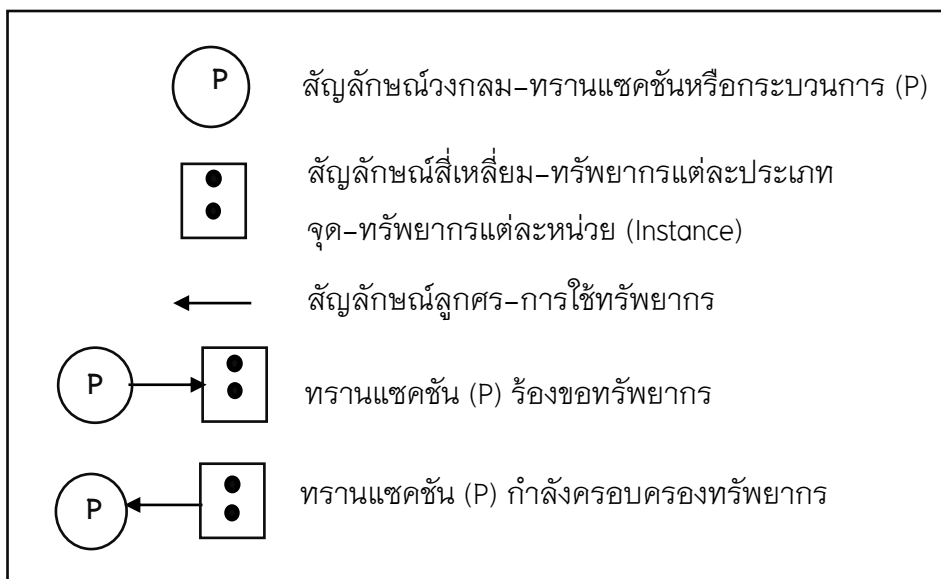 P สัญลักษณ์วงกลม–ทรานแซคชันหรือกระบวนการ (P)
สัญลักษณ์สี่เหลี่ยม–ทรัพยากรแต่ละประเภท
จุด–ทรัพยากรแต่ละหน่วย (Instance)
สัญลักษณ์ลูกศร–การใช้ทรัพยากร
P ทรานแซคชัน (P) ร้องขอทรัพยากร
P ทรานแซคชัน (P) กำลังครอบครองทรัพยากร